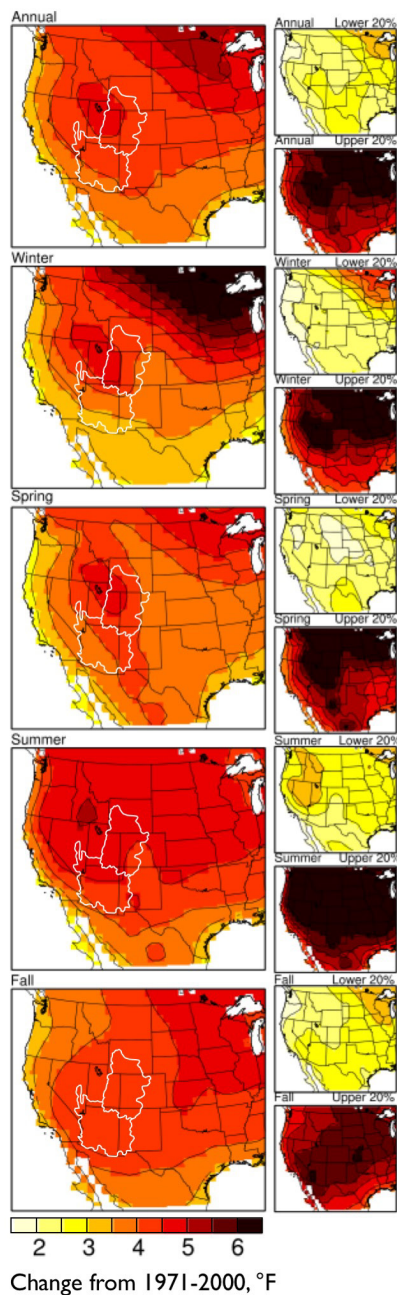 Annual
Annual Lower 20%
Annual Upper 20%
Winter
Winter Lower 20%
Winter Upper 20%
Spring
Spring Lower 20%
Spring Upper 20%
Summer
Summer Lower 20%
Summer Upper 20%
Fall
Fall Lower 20%
Fall Upper 20%
2 3 4 5 6
Change from 1971-2000, °F